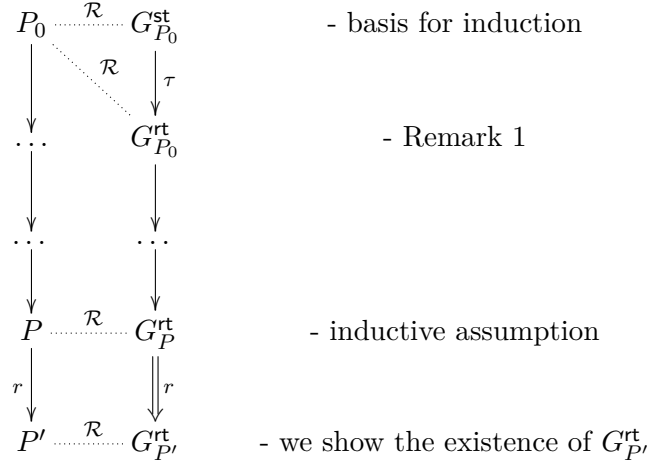 P₀ ℛ G^st_P₀ - basis for induction
ℛ τ
... G^rt_P₀ - Remark 1
... ...
P ℛ G^rt_P - inductive assumption
r r
P′ ℛ G^rt_P′ - we show the existence of G^rt_P′